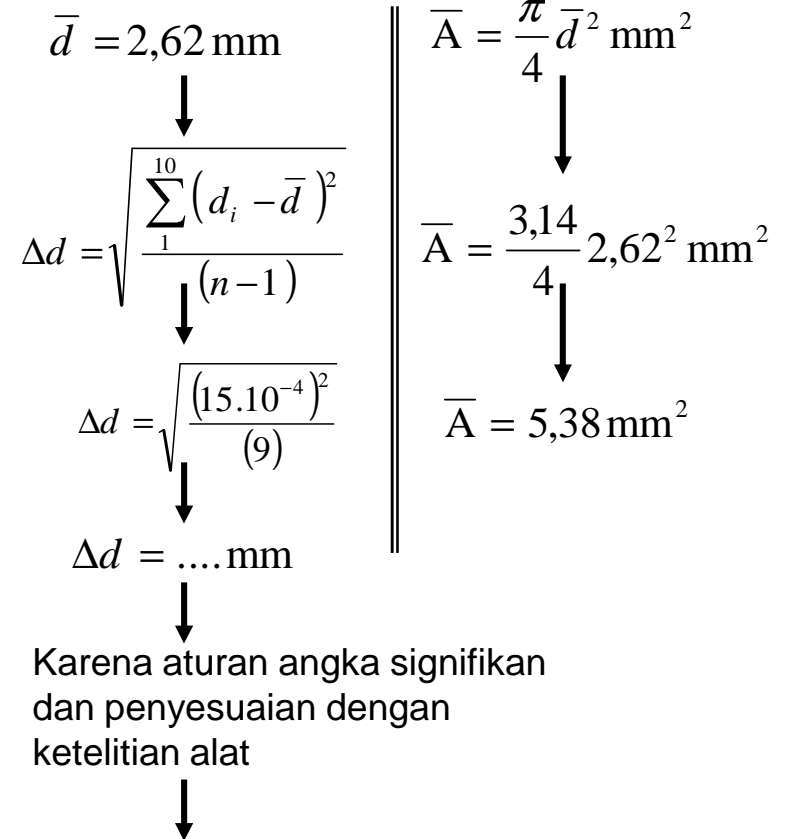 d̅ = 2,62 mm
Δd = √( ∑₁¹⁰ (dᵢ − d̅)² / (n − 1) )
Δd = √( (15.10⁻⁴)² / (9) )
Δd = .... mm
Karena aturan angka signifikan
dan penyesuaian dengan
ketelitian alat
A̅ = π/4 d̅² mm²
A̅ = 3,14/4 2,62² mm²
A̅ = 5,38 mm²